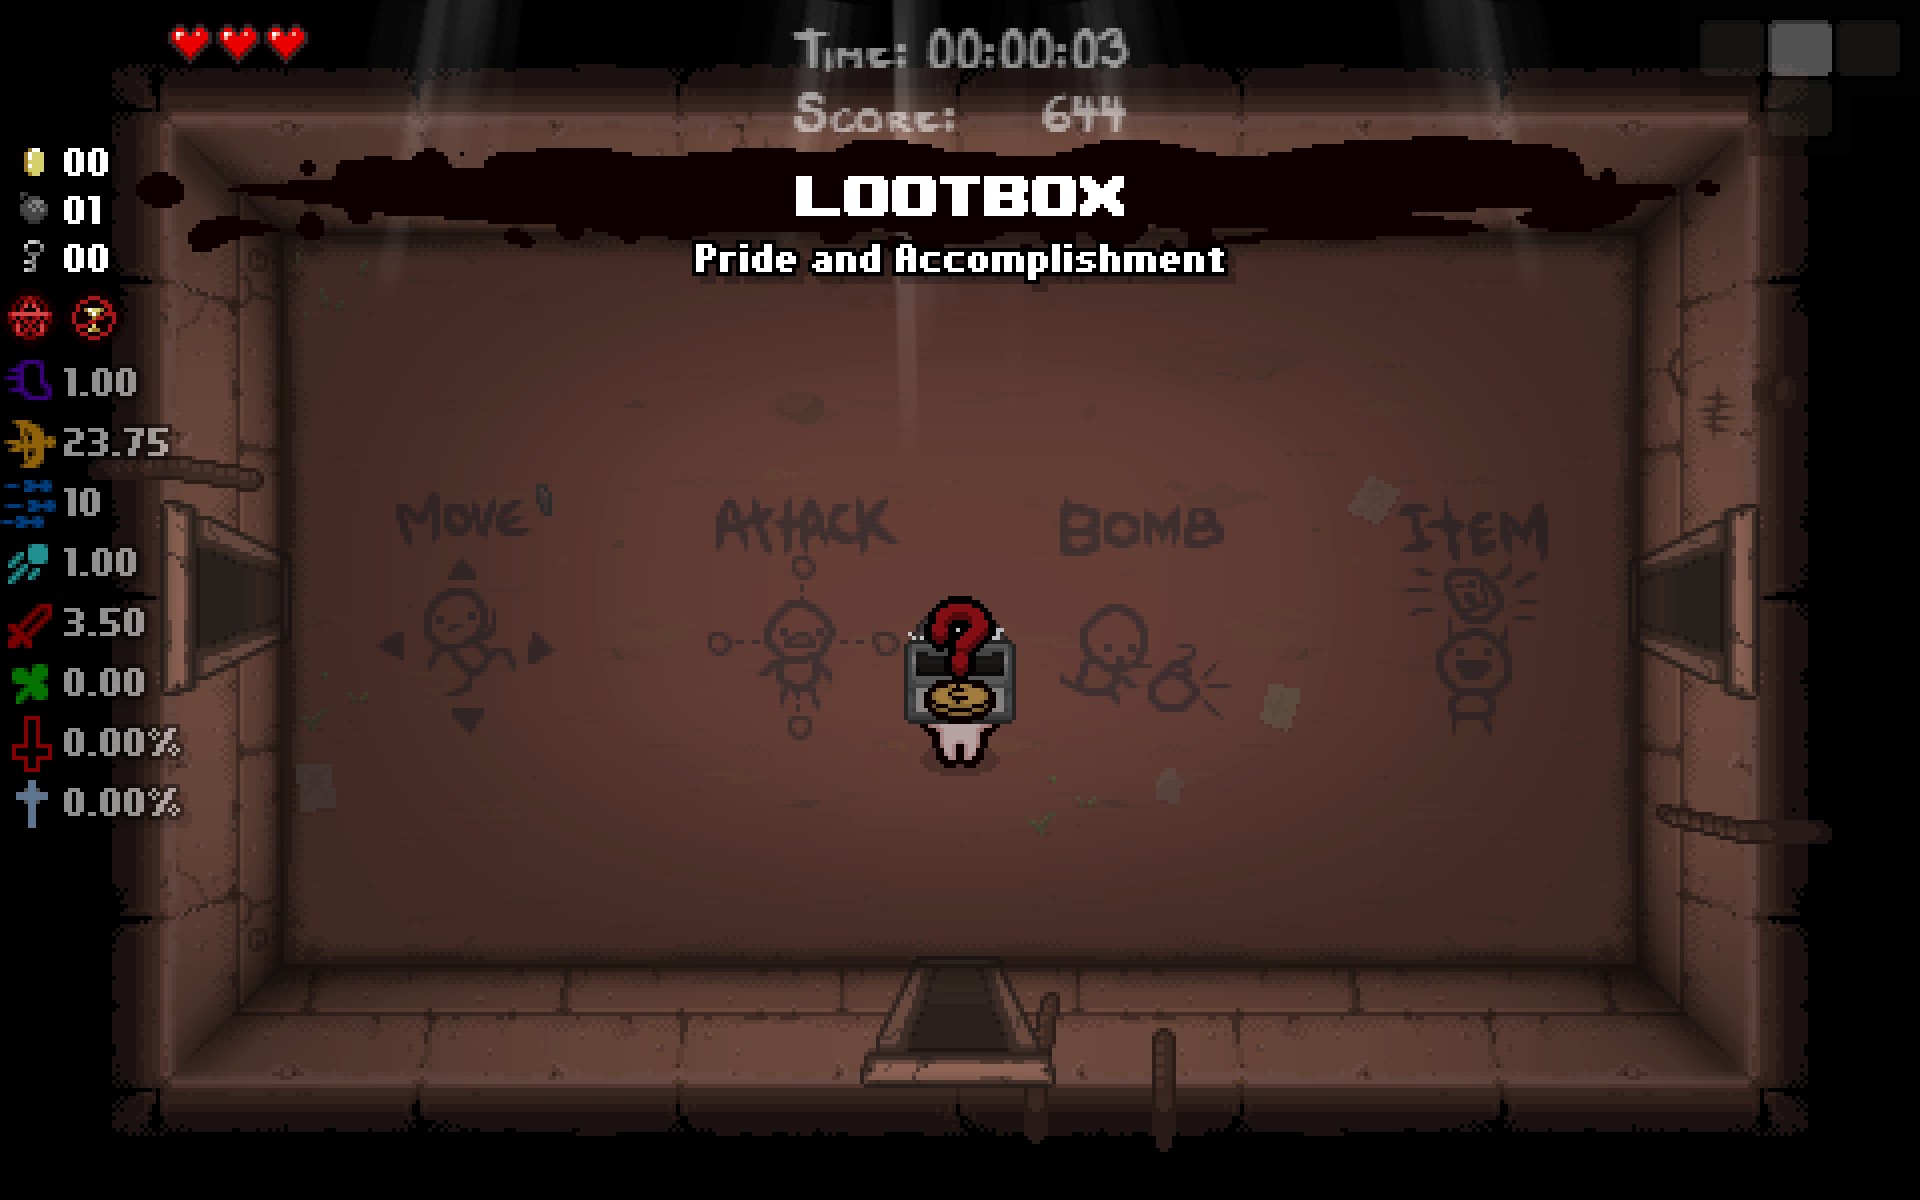 TIME: 00:00:03
SCORE: 644
00
01
00
LOOTBOX
Pride and Accomplishment
1.00
23.75
10
1.00
3.50
0.00
0.00%
0.00%
MOVE
ATTACK
BOMB
ITEM